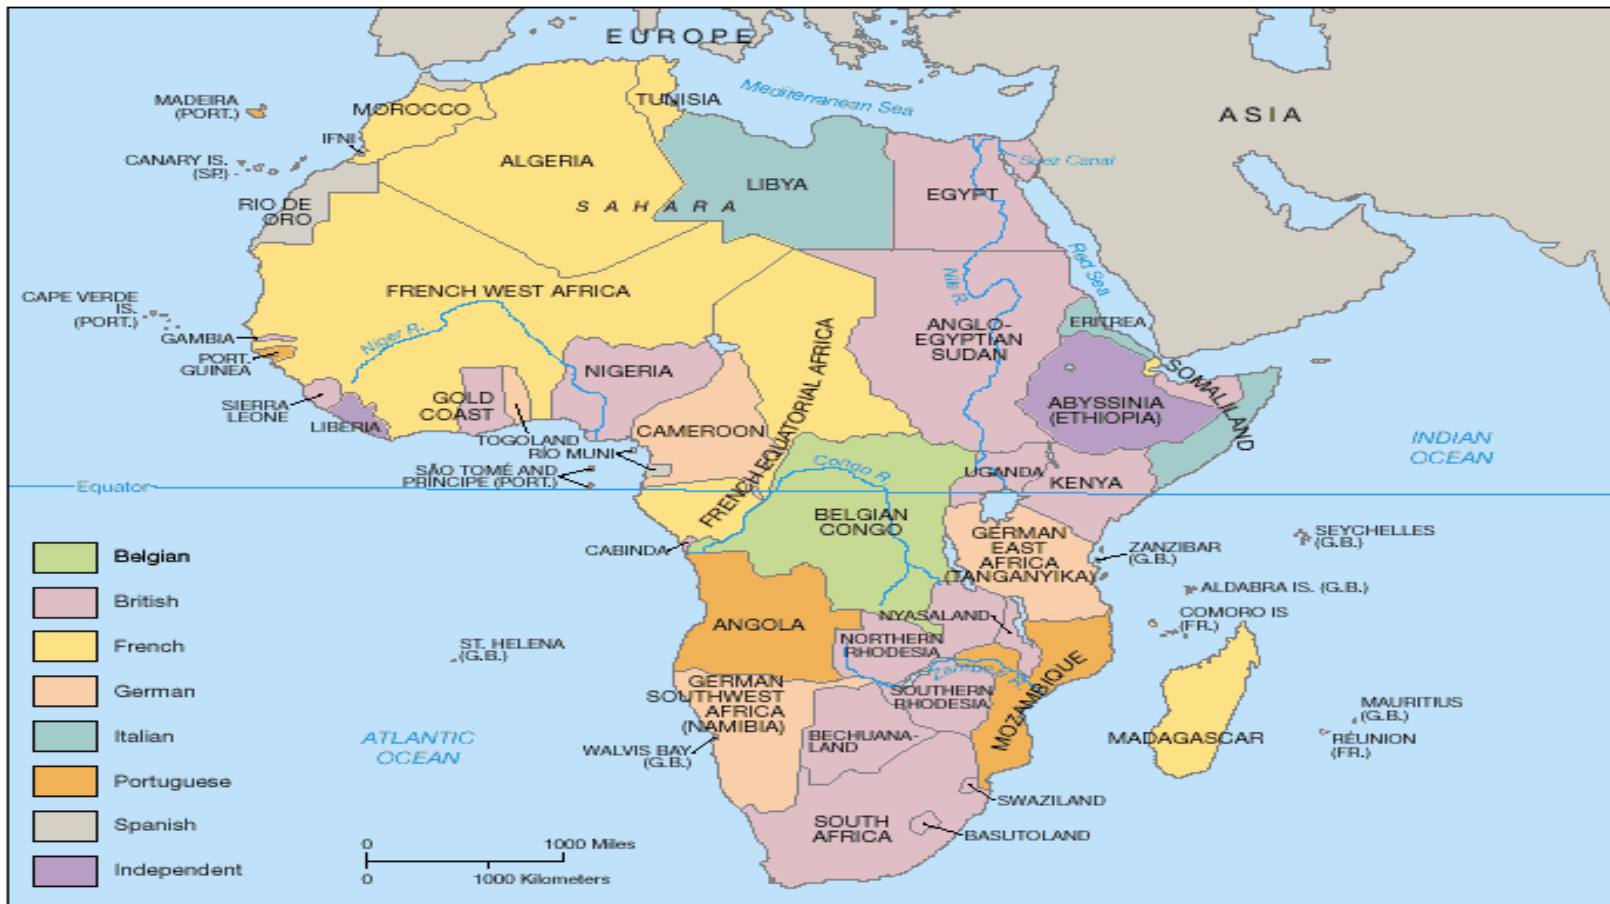 EUROPE
ASIA
Mediterranean Sea
MADEIRA
(PORT.)
MOROCCO
TUNISIA
IFNI
CANARY IS.
(SP.)
ALGERIA
LIBYA
EGYPT
Suez Canal
RIO DE
ORO
SAHARA
Red Sea
Nile R.
CAPE VERDE
IS.
(PORT.)
FRENCH WEST AFRICA
Niger R.
GAMBIA
PORT.
GUINEA
SIERRA
LEONE
LIBERIA
GOLD
COAST
TOGOLAND
NIGERIA
CAMEROON
RÍO MUNI
SÃO TOMÉ AND
PRÍNCIPE (PORT.)
FRENCH EQUATORIAL AFRICA
ANGLO-
EGYPTIAN
SUDAN
ERITREA
ABYSSINIA
(ETHIOPIA)
SOMALILAND
UGANDA
KENYA
INDIAN
OCEAN
Equator
Congo R.
BELGIAN
CONGO
CABINDA
GERMAN
EAST
AFRICA
(TANGANYIKA)
ZANZIBAR
(G.B.)
SEYCHELLES
(G.B.)
ALDABRA IS. (G.B.)
COMORO IS
(FR.)
ANGOLA
NYASALAND
NORTHERN
RHODESIA
Zambezi R.
SOUTHERN
RHODESIA
MOZAMBIQUE
ST. HELENA
(G.B.)
GERMAN
SOUTHWEST
AFRICA
(NAMIBIA)
WALVIS BAY
(G.B.)
BECHUANA-
LAND
MADAGASCAR
MAURITIUS
(G.B.)
RÉUNION
(FR.)
ATLANTIC
OCEAN
SWAZILAND
SOUTH
AFRICA
BASUTOLAND
Belgian
British
French
German
Italian
Portuguese
Spanish
Independent
0 1000 Miles
0 1000 Kilometers